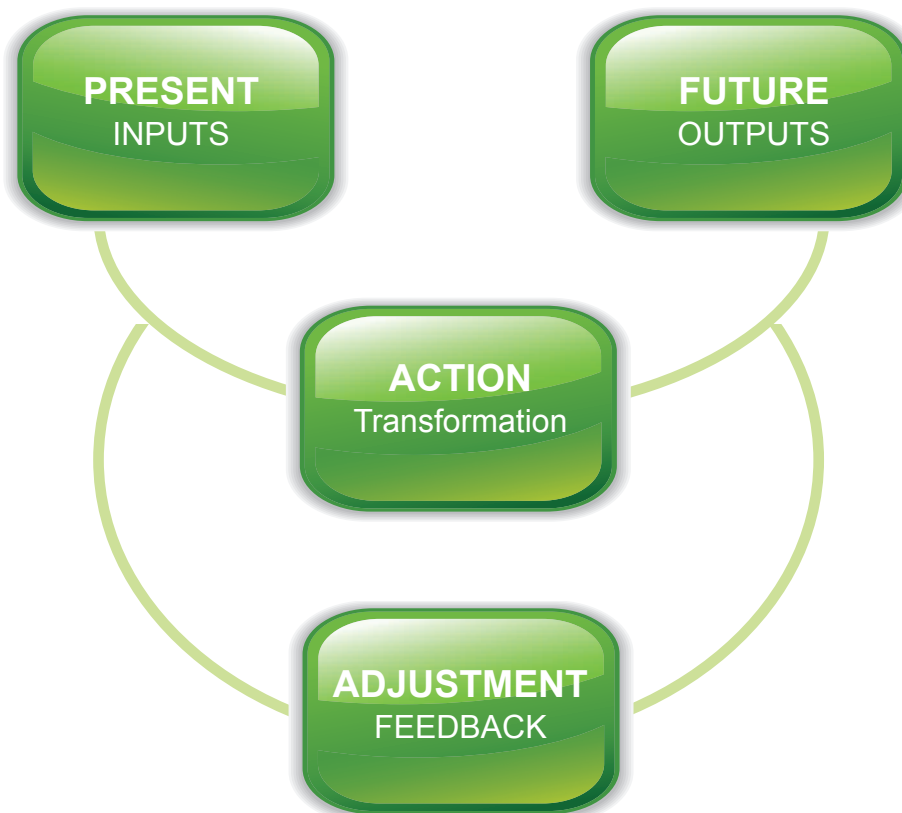 PRESENT
INPUTS
FUTURE
OUTPUTS
ACTION
Transformation
ADJUSTMENT
FEEDBACK